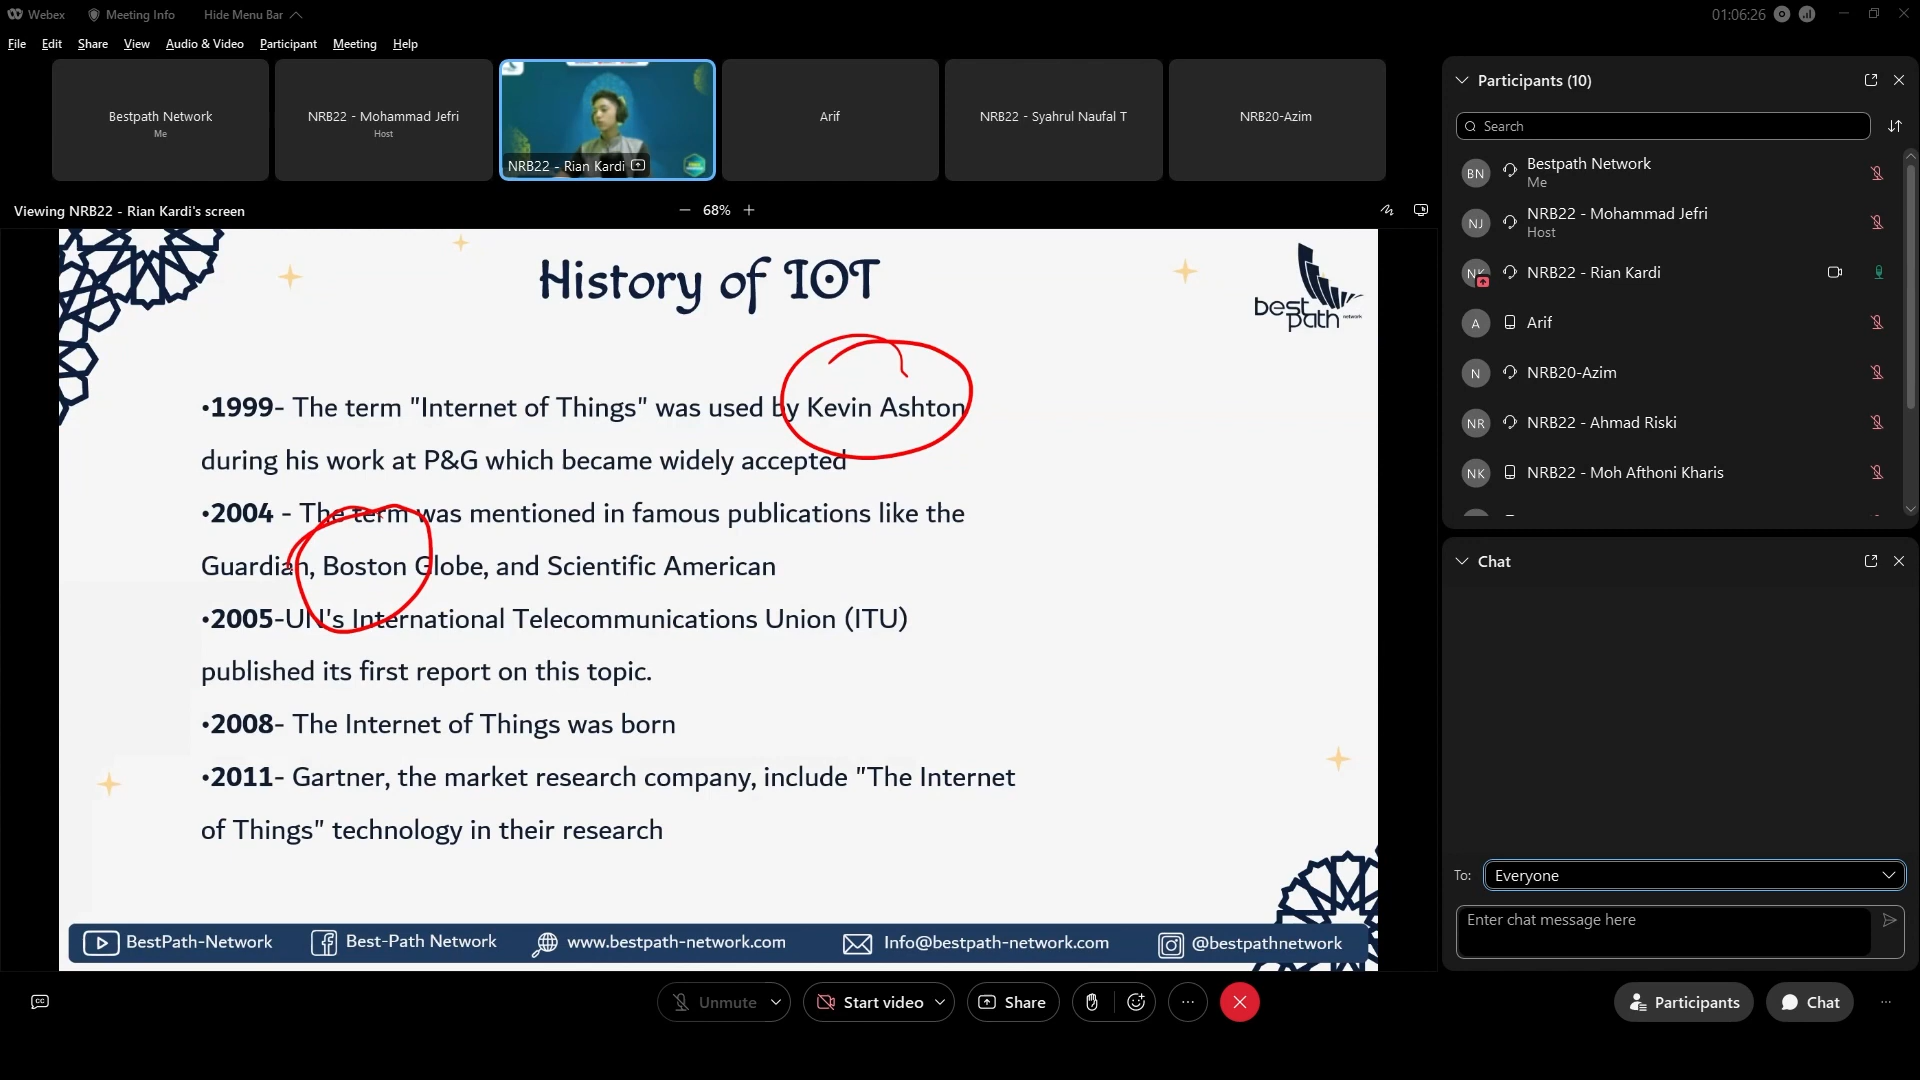 Webex
Meeting Info
Hide Menu Bar
01:06:26
File
Edit
Share
View
Audio & Video
Participant
Meeting
Help
Bestpath Network
Me
NRB22 - Mohammad Jefri
Host
NRB22 - Rian Kardi
Arif
NRB22 - Syahrul Naufal T
NRB20-Azim
Viewing NRB22 - Rian Kardi's screen
68%
History of IOT
best
path
network
•1999- The term "Internet of Things" was used by Kevin Ashton
during his work at P&G which became widely accepted
•2004 - The term was mentioned in famous publications like the
Guardian, Boston Globe, and Scientific American
•2005-UN's International Telecommunications Union (ITU)
published its first report on this topic.
•2008- The Internet of Things was born
•2011- Gartner, the market research company, include "The Internet
of Things" technology in their research
BestPath-Network
Best-Path Network
www.bestpath-network.com
Info@bestpath-network.com
@bestpathnetwork
Participants (10)
Search
BN
Bestpath Network
Me
NJ
NRB22 - Mohammad Jefri
Host
NRB22 - Rian Kardi
A
Arif
N
NRB20-Azim
NR
NRB22 - Ahmad Riski
NK
NRB22 - Moh Afthoni Kharis
Chat
To:
Everyone
Enter chat message here
CC
Unmute
Start video
Share
Participants
Chat